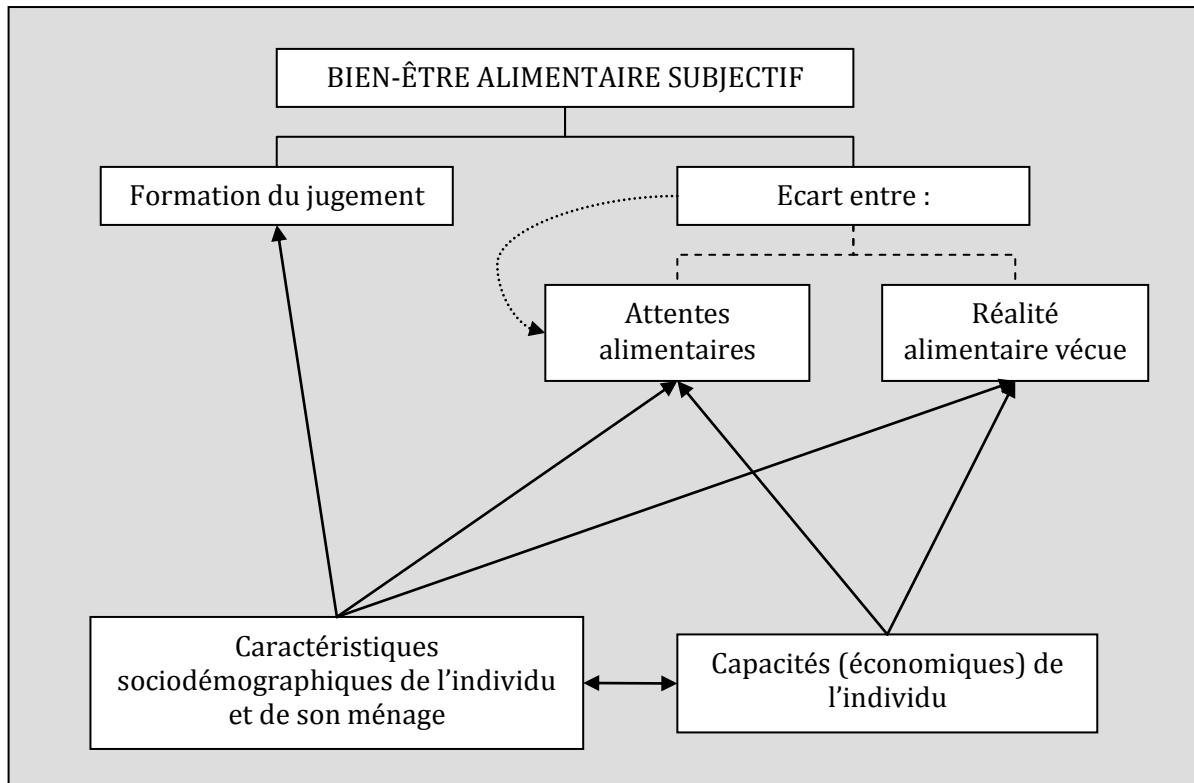 BIEN-ÊTRE ALIMENTAIRE SUBJECTIF
Formation du jugement
Ecart entre :
Attentes
alimentaires
Réalité
alimentaire vécue
Caractéristiques
sociodémographiques de l’individu
et de son ménage
Capacités (économiques) de
l’individu